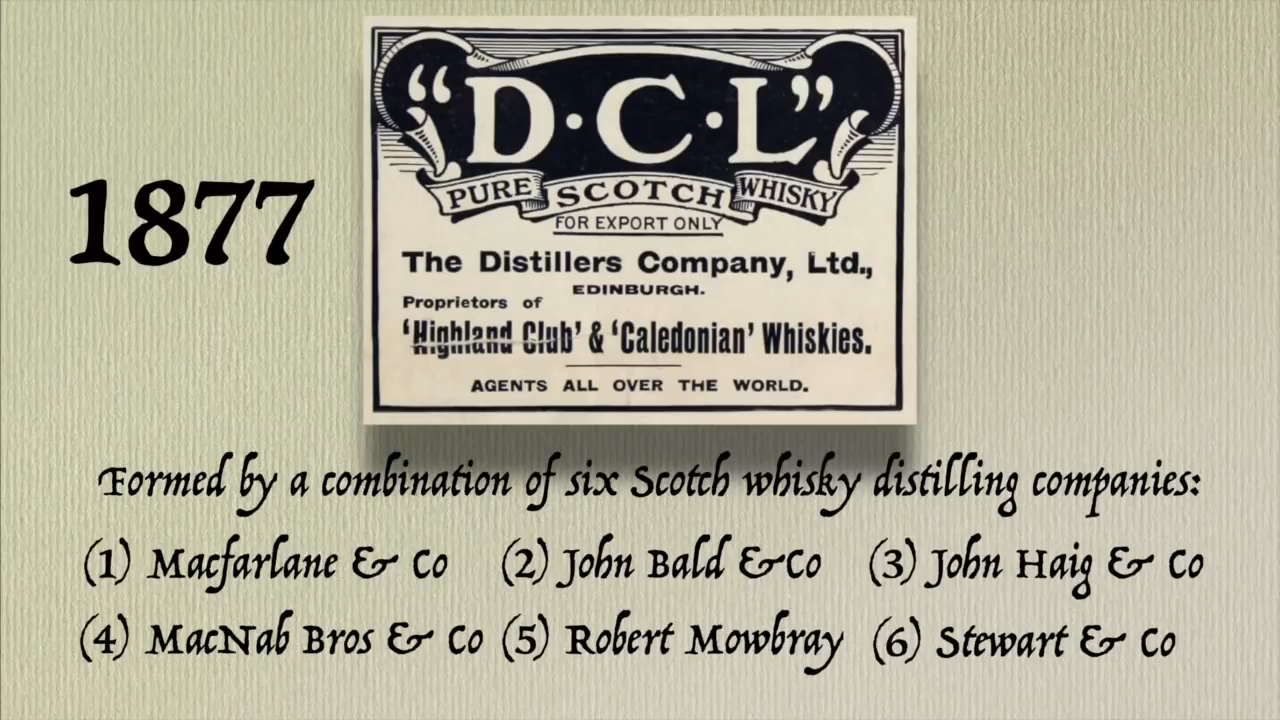 1877
“D·C·L”
PURE SCOTCH WHISKY
FOR EXPORT ONLY
The Distillers Company, Ltd.,
EDINBURGH.
Proprietors of
‘Highland Club’ & ‘Caledonian’ Whiskies.
AGENTS ALL OVER THE WORLD.
Formed by a combination of six Scotch whisky distilling companies:
(1) Macfarlane & Co (2) John Bald &Co (3) John Haig & Co
(4) MacNab Bros & Co (5) Robert Mowbray (6) Stewart & Co